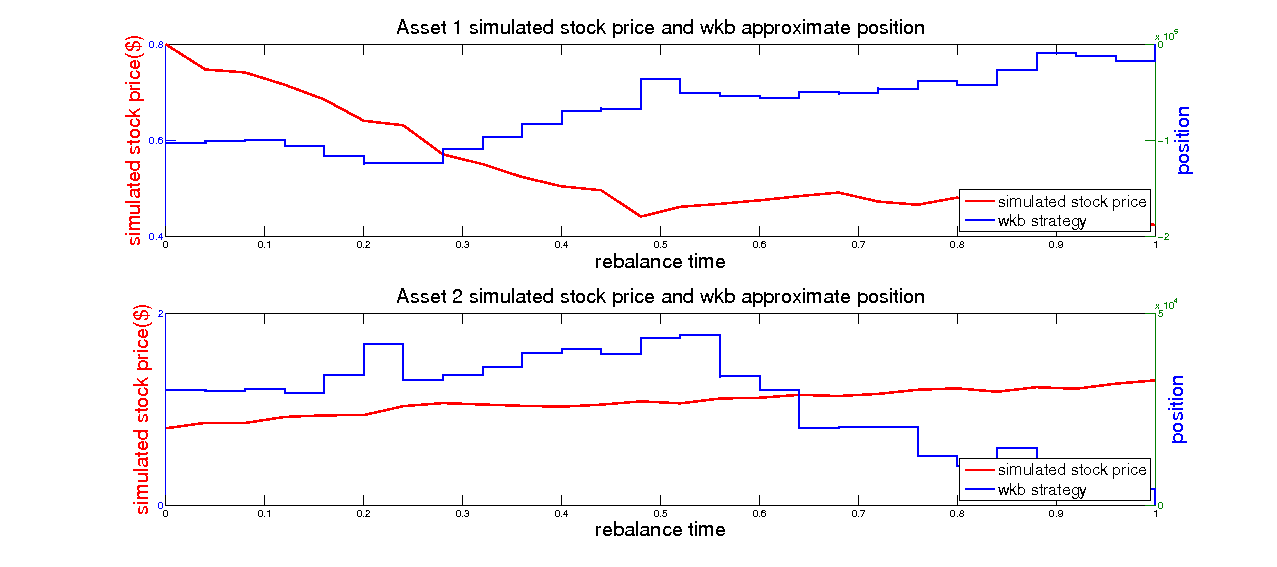 Asset 1 simulated stock price and wkb approximate position
simulated stock price($)
0.8
0.6
0.4
x 10^5
0
-1
-2
position
simulated stock price
wkb strategy
0 0.1 0.2 0.3 0.4 0.5 0.6 0.7 0.8 0.9 1
rebalance time
Asset 2 simulated stock price and wkb approximate position
simulated stock price($)
2
0
x 10^4
5
0
position
simulated stock price
wkb strategy
0 0.1 0.2 0.3 0.4 0.5 0.6 0.7 0.8 0.9 1
rebalance time